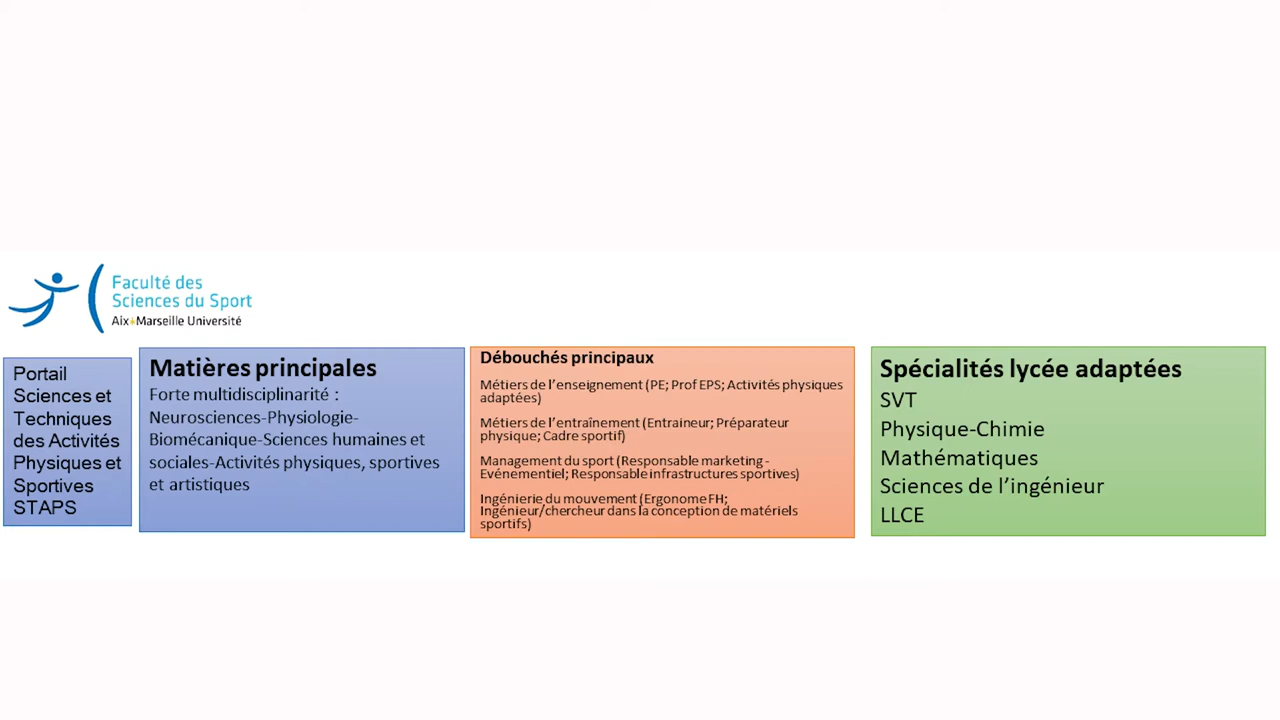 Faculté des
Sciences du Sport
Aix+Marseille Université
Portail
Sciences et
Techniques
des Activités
Physiques et
Sportives
STAPS
Matières principales
Forte multidisciplinarité :
Neurosciences-Physiologie-
Biomécanique-Sciences humaines et
sociales-Activités physiques, sportives
et artistiques
Débouchés principaux
Métiers de l’enseignement (PE; Prof EPS; Activités physiques
adaptées)
Métiers de l’entraînement (Entraineur; Préparateur
physique; Cadre sportif)
Management du sport (Responsable marketing -
Evénementiel; Responsable infrastructures sportives)
Ingénierie du mouvement (Ergonome FH;
Ingénieur/chercheur dans la conception de matériels
sportifs)
Spécialités lycée adaptées
SVT
Physique-Chimie
Mathématiques
Sciences de l’ingénieur
LLCE